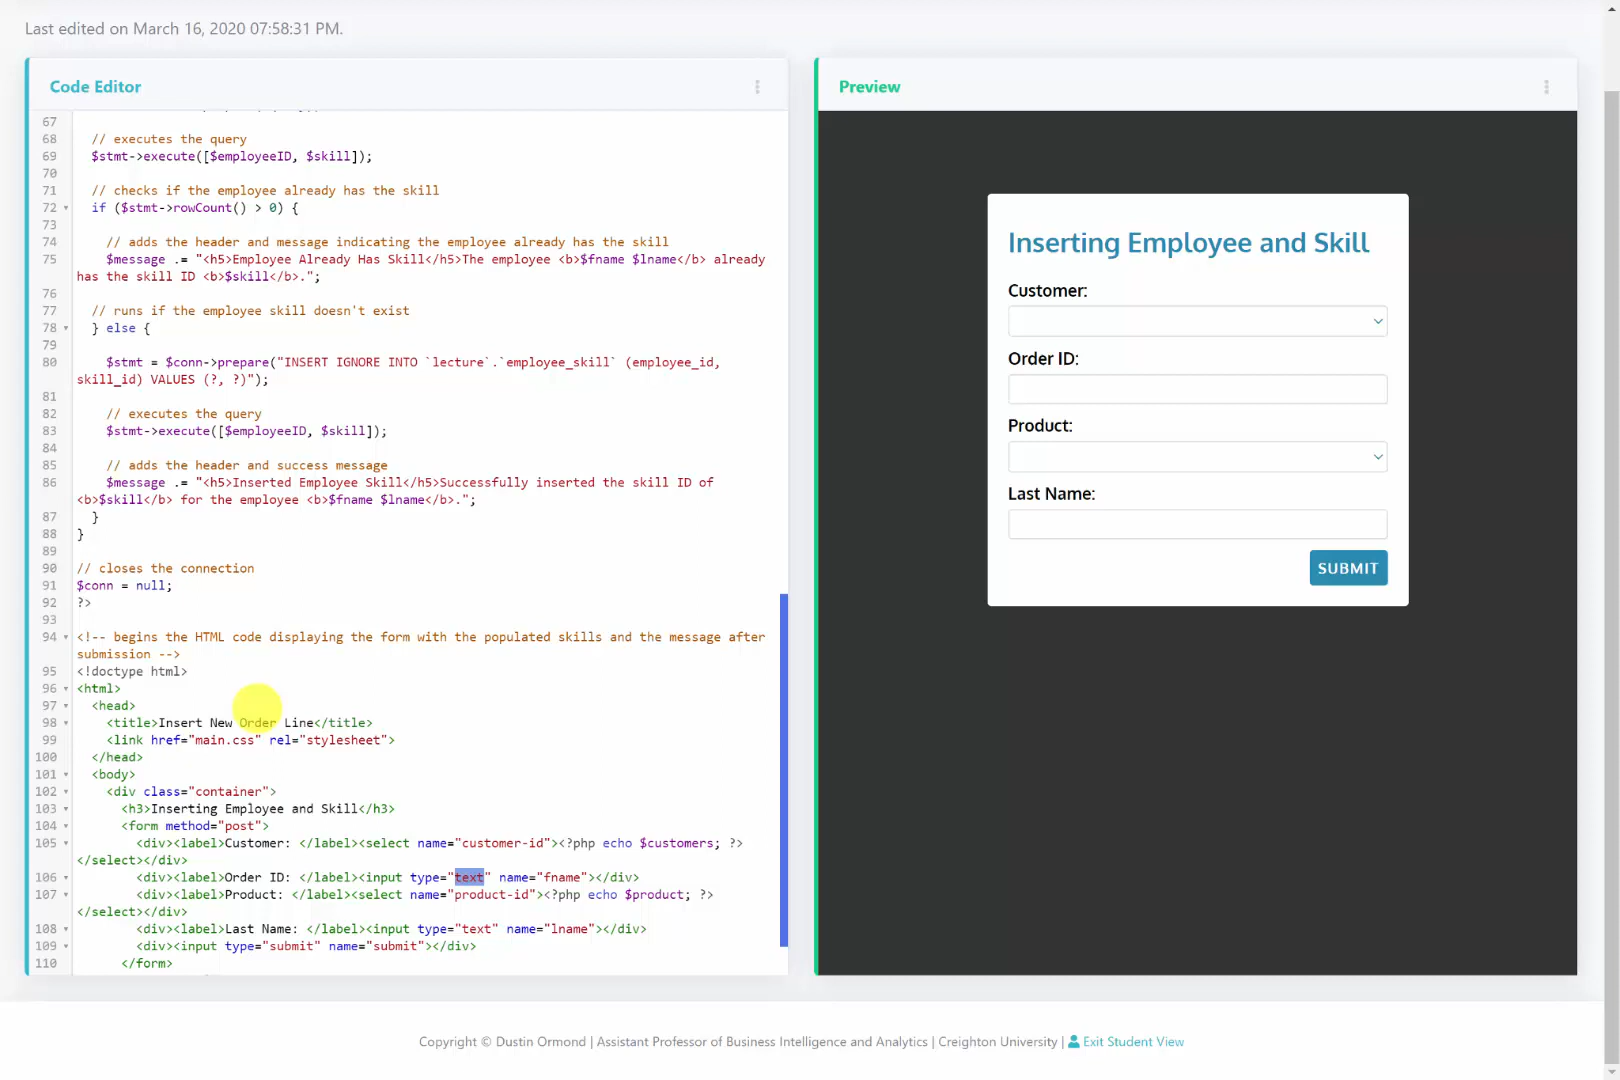 Last edited on March 16, 2020 07:58:31 PM.
Code Editor
67
68 // executes the query
69 $stmt->execute([$employeeID, $skill]);
70
71 // checks if the employee already has the skill
72 if ($stmt->rowCount() > 0) {
73
74 // adds the header and message indicating the employee already has the skill
75 $message .= "<h5>Employee Already Has Skill</h5>The employee <b>$fname $lname</b> already
has the skill ID <b>$skill</b>.";
76
77 // runs if the employee skill doesn't exist
78 } else {
79
80 $stmt = $conn->prepare("INSERT IGNORE INTO `lecture`.`employee_skill` (employee_id,
skill_id) VALUES (?, ?)");
81
82 // executes the query
83 $stmt->execute([$employeeID, $skill]);
84
85 // adds the header and success message
86 $message .= "<h5>Inserted Employee Skill</h5>Successfully inserted the skill ID of
<b>$skill</b> for the employee <b>$fname $lname</b>.";
87 }
88 }
89
90 // closes the connection
91 $conn = null;
92 ?>
93
94 <!-- begins the HTML code displaying the form with the populated skills and the message after
submission -->
95 <!doctype html>
96 <html>
97 <head>
98 <title>Insert New Order Line</title>
99 <link href="main.css" rel="stylesheet">
100 </head>
101 <body>
102 <div class="container">
103 <h3>Inserting Employee and Skill</h3>
104 <form method="post">
105 <div><label>Customer: </label><select name="customer-id"><?php echo $customers; ?>
</select></div>
106 <div><label>Order ID: </label><input type="text" name="fname"></div>
107 <div><label>Product: </label><select name="product-id"><?php echo $product; ?>
</select></div>
108 <div><label>Last Name: </label><input type="text" name="lname"></div>
109 <div><input type="submit" name="submit"></div>
110 </form>
Preview
Inserting Employee and Skill
Customer:
Order ID:
Product:
Last Name:
SUBMIT
Copyright © Dustin Ormond | Assistant Professor of Business Intelligence and Analytics | Creighton University | Exit Student View